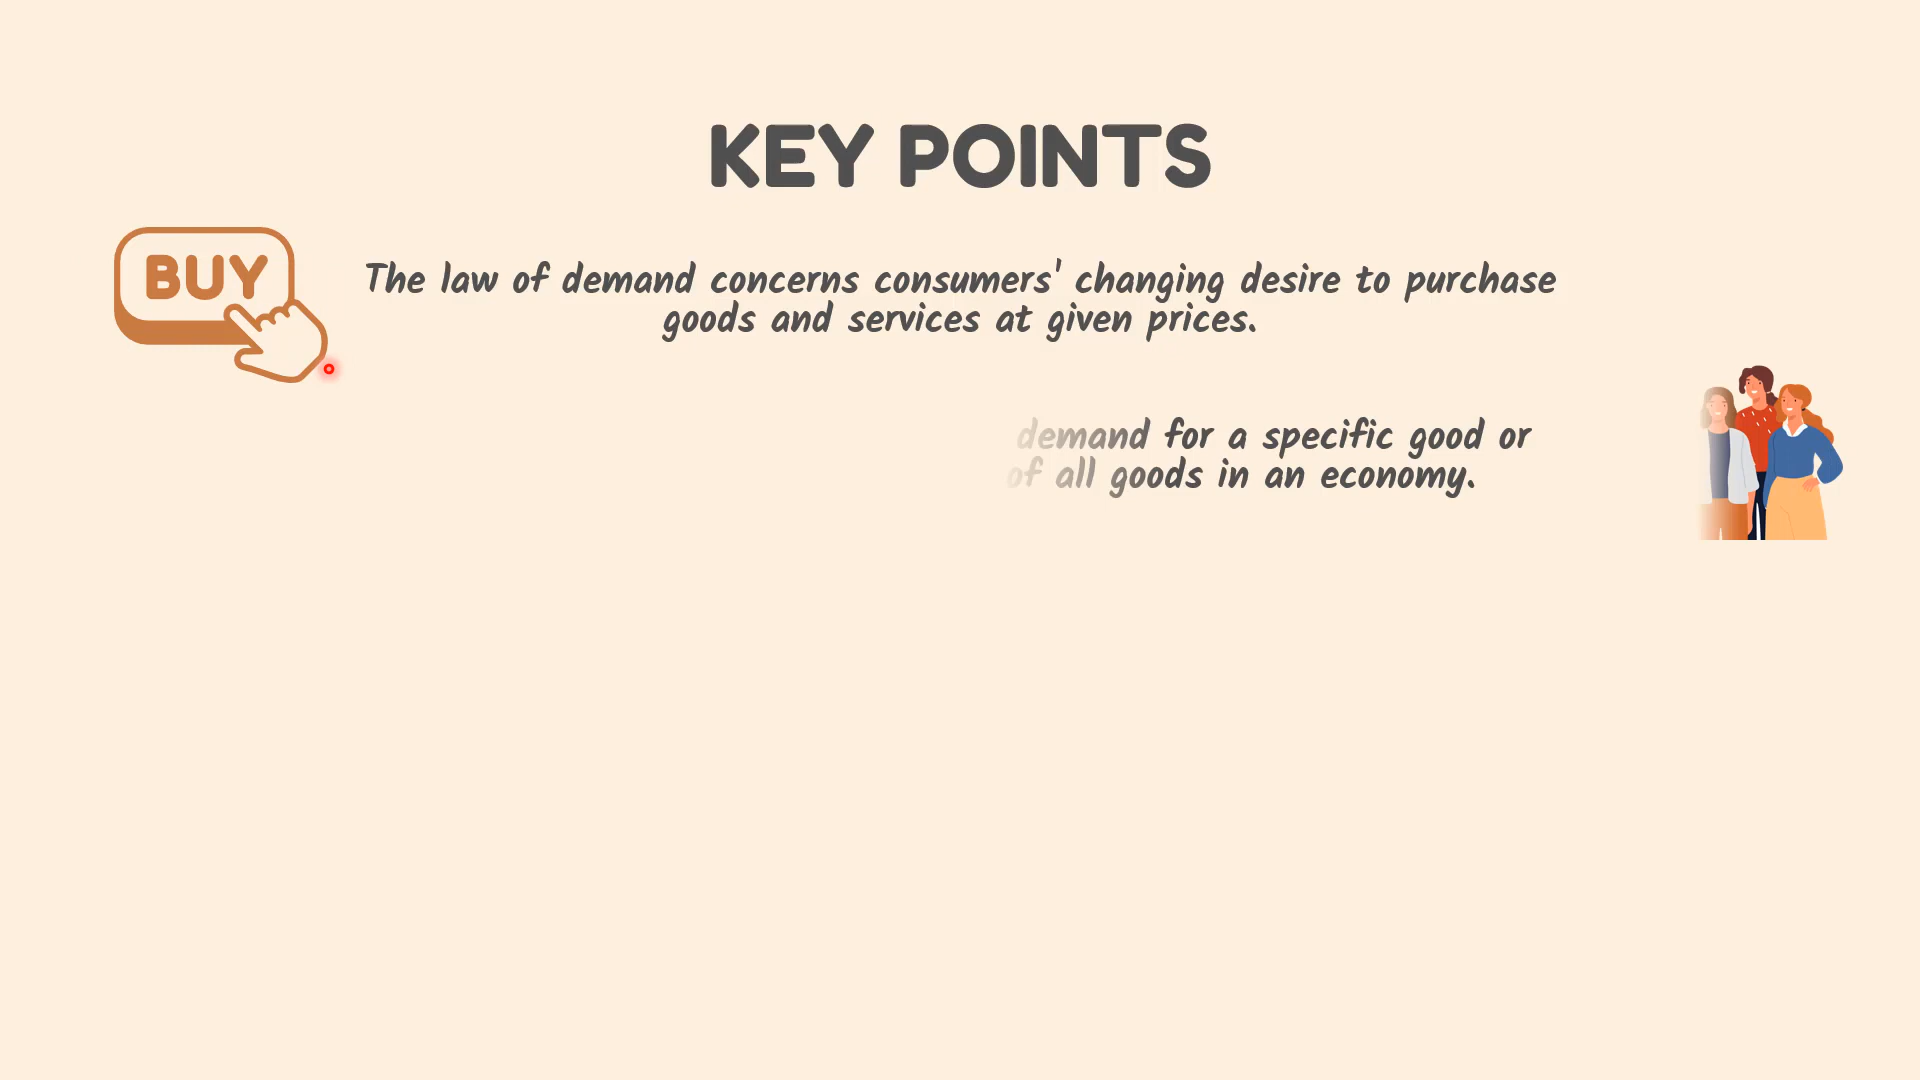 KEY POINTS
BUY
The law of demand concerns consumers' changing desire to purchase
goods and services at given prices.
demand for a specific good or
of all goods in an economy.